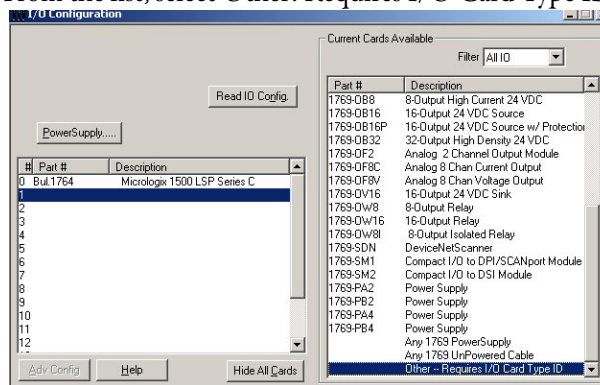 From the list, select Other: Requires I/O Card Type ID
I/O Configuration
Current Cards Available
Filter All IO
Read IO Config.
PowerSupply.....
# Part # Description
0 Bul.1764 Micrologix 1500 LSP Series C
1
2
3
4
5
6
7
8
9
10
11
12
Adv Config Help Hide All Cards
Part # Description
1769-OB8 8-Output High Current 24 VDC
1769-OB16 16-Output 24 VDC Source
1769-OB16P 16-Output 24 VDC Source w/ Protection
1769-OB32 32-Output High Density 24 VDC
1769-OF2 Analog 2 Channel Output Module
1769-OF8C Analog 8 Chan Current Output
1769-OF8V Analog 8 Chan Voltage Output
1769-OV16 16-Output 24 VDC Sink
1769-OW8 8-Output Relay
1769-OW16 16-Output Relay
1769-OW8I 8-Output Isolated Relay
1769-SDN DeviceNetScanner
1769-SM1 Compact I/O to DPI/SCANport Module
1769-SM2 Compact I/O to DSI Module
1769-PA2 Power Supply
1769-PB2 Power Supply
1769-PA4 Power Supply
1769-PB4 Power Supply
Any 1769 PowerSupply
Any 1769 UnPowered Cable
Other -- Requires I/O Card Type ID